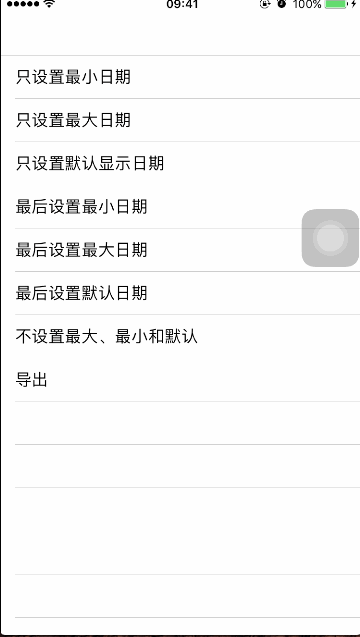 09:41
100%
只设置最小日期
只设置最大日期
只设置默认显示日期
最后设置最小日期
最后设置最大日期
最后设置默认日期
不设置最大、最小和默认
导出